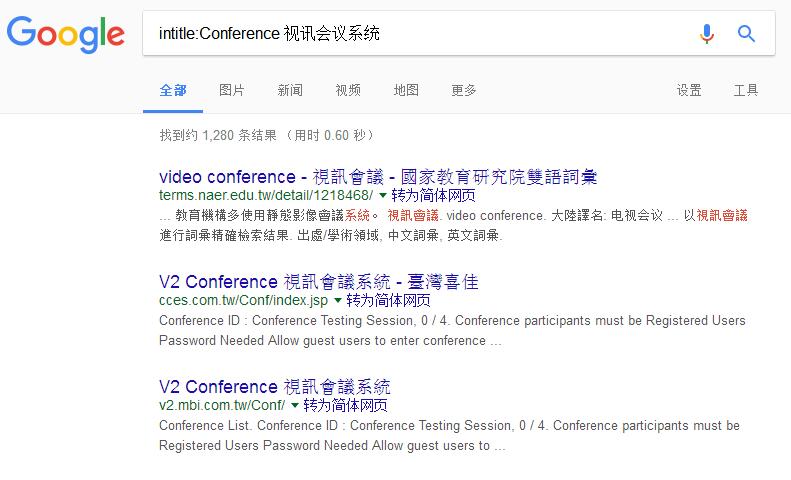 Google
intitle:Conference 视讯会议系统
全部 图片 新闻 视频 地图 更多 设置 工具
找到约 1,280 条结果 （用时 0.60 秒）
video conference - 視訊會議 - 國家教育研究院雙語詞彙
terms.naer.edu.tw/detail/1218468/ 转为简体网页
... 教育機構多使用靜態影像會議系統。 視訊會議. video conference. 大陸譯名: 电视会议 ... 以視訊會議
進行詞彙精確檢索結果. 出處/學術領域, 中文詞彙, 英文詞彙.
V2 Conference 視訊會議系統 - 臺灣喜佳
cces.com.tw/Conf/index.jsp 转为简体网页
Conference ID : Conference Testing Session, 0 / 4. Conference participants must be Registered Users
Password Needed Allow guest users to enter conference ...
V2 Conference 視訊會議系統
v2.mbi.com.tw/Conf/ 转为简体网页
Conference List. Conference ID : Conference Testing Session, 0 / 4. Conference participants must be
Registered Users Password Needed Allow guest users to ...